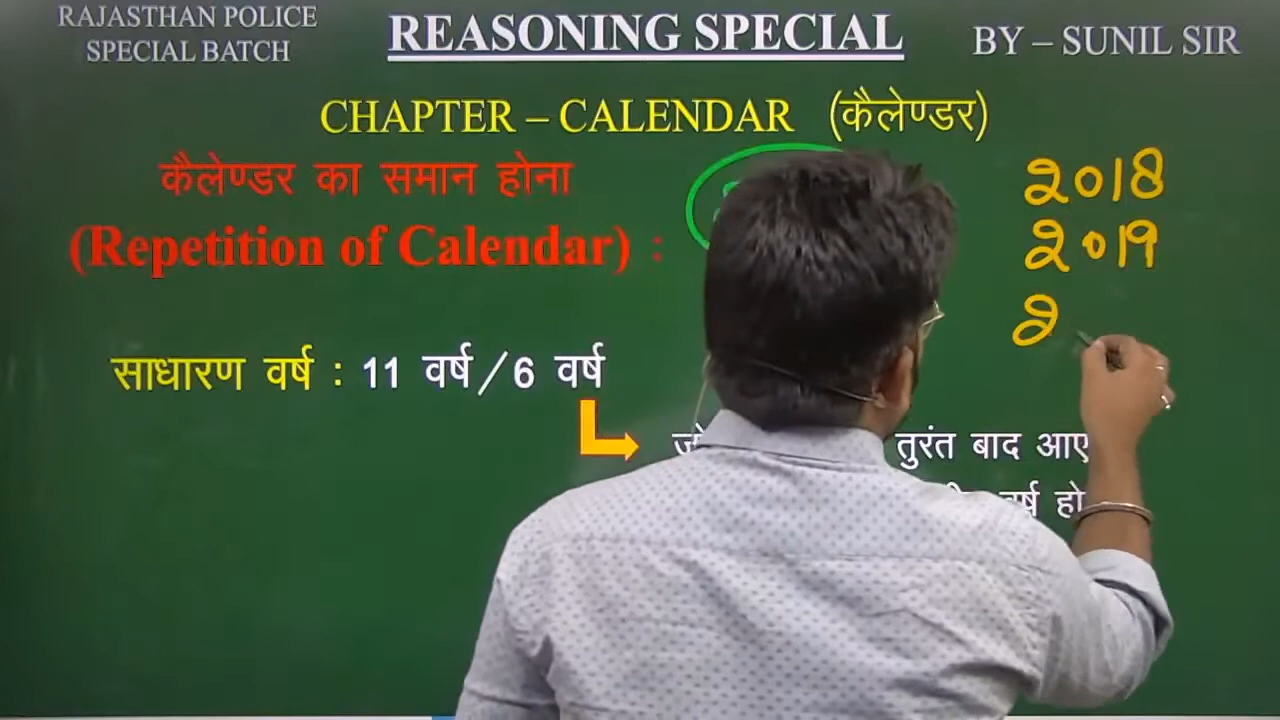 RAJASTHAN POLICE
SPECIAL BATCH
REASONING SPECIAL
BY – SUNIL SIR
CHAPTER – CALENDAR (कैलेण्डर)
कैलेण्डर का समान होना
(Repetition of Calendar) :
2018
2019
2
साधारण वर्ष : 11 वर्ष/6 वर्ष
तुरंत बाद आए
वर्ष हो